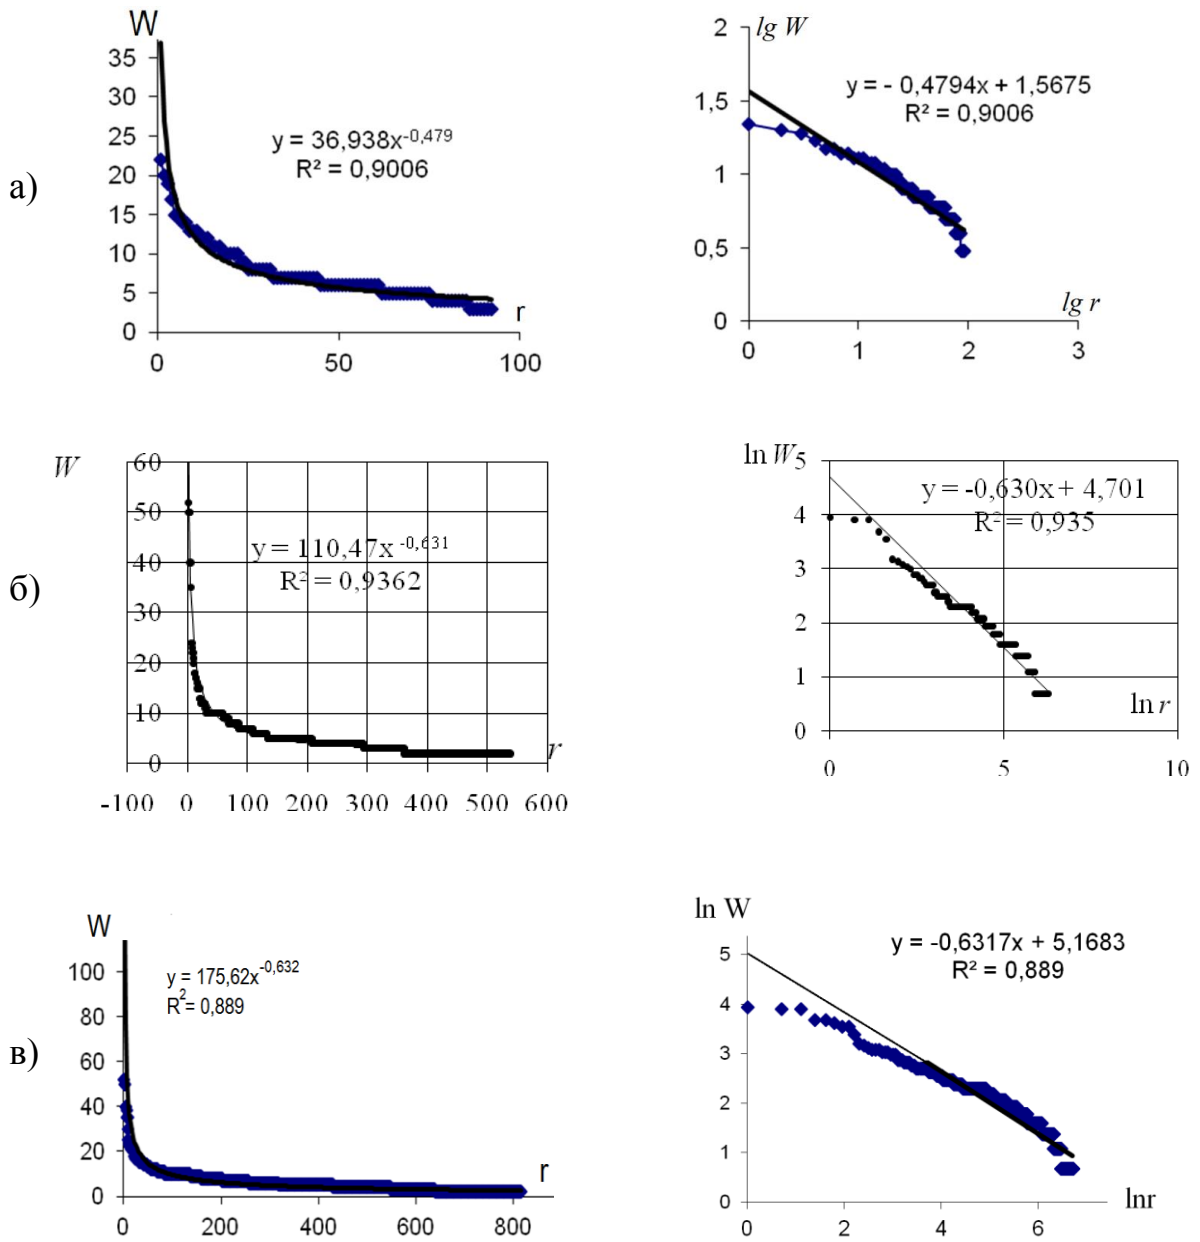 а)
W
35
30
25
20
15
10
5
0
y = 36,938x^-0,479
R² = 0,9006
r
0 50 100
2
lg W
1,5
1
0,5
0
y = - 0,4794x + 1,5675
R² = 0,9006
lg r
0 1 2 3
б)
W
60
50
40
30
20
10
0
y = 110,47x^-0,631
R² = 0,9362
r
-100 0 100 200 300 400 500 600
ln W
5
4
3
2
1
0
y = -0,630x + 4,701
R² = 0,935
ln r
0 5 10
в)
W
100
80
60
40
20
0
y = 175,62x^-0,632
R² = 0,889
r
0 200 400 600 800
ln W
5
4
3
2
1
0
y = -0,6317x + 5,1683
R² = 0,889
lnr
0 2 4 6